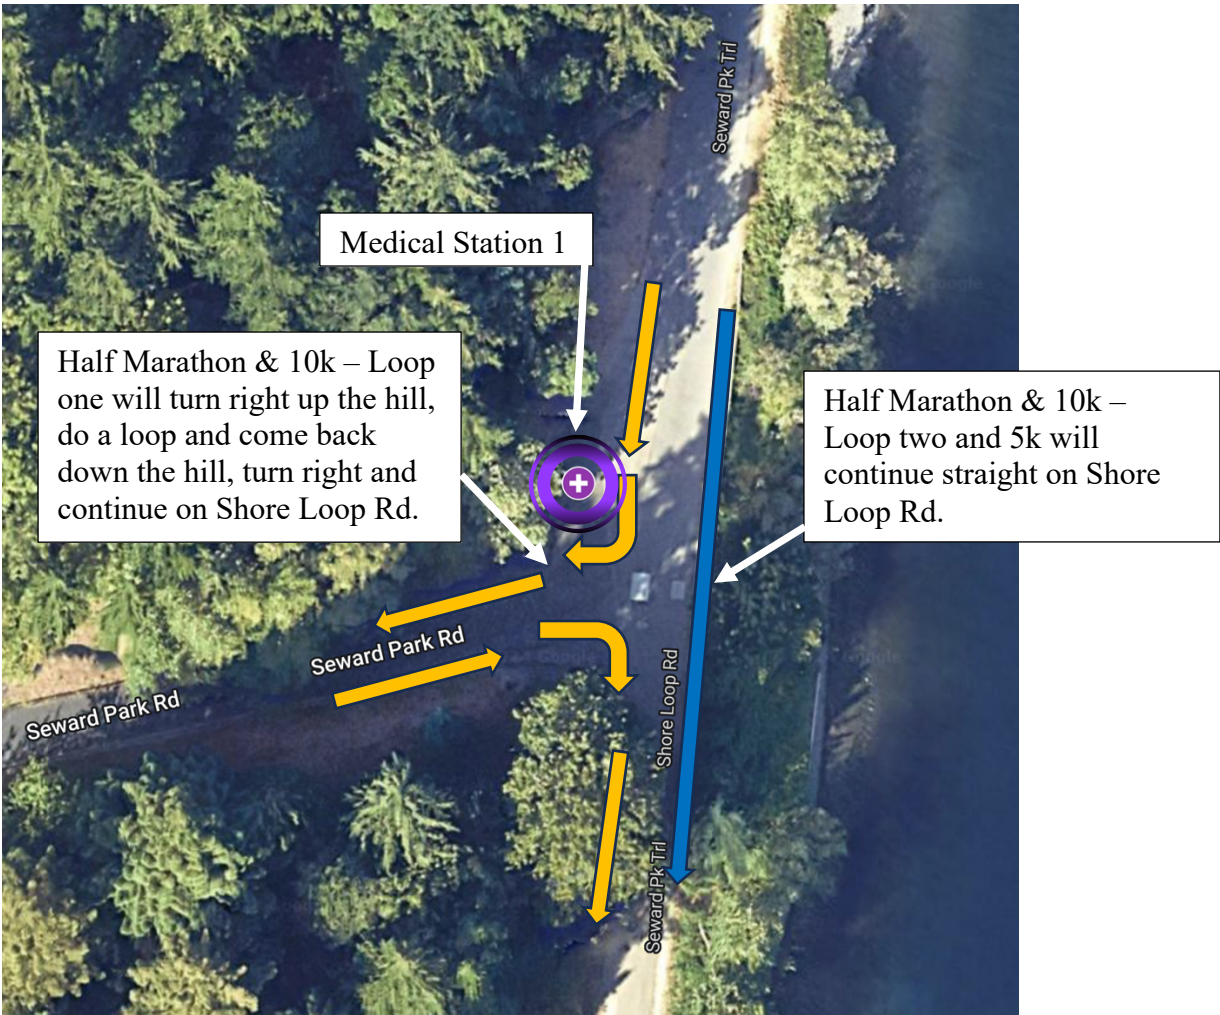 Seward Pk Trl
Medical Station 1
Google
Half Marathon & 10k – Loop
one will turn right up the hill,
do a loop and come back
down the hill, turn right and
continue on Shore Loop Rd.
Half Marathon & 10k –
Loop two and 5k will
continue straight on Shore
Loop Rd.
Seward Park Rd
Google
Google
Shore Loop Rd
Seward Park Rd
Seward Pk Trl